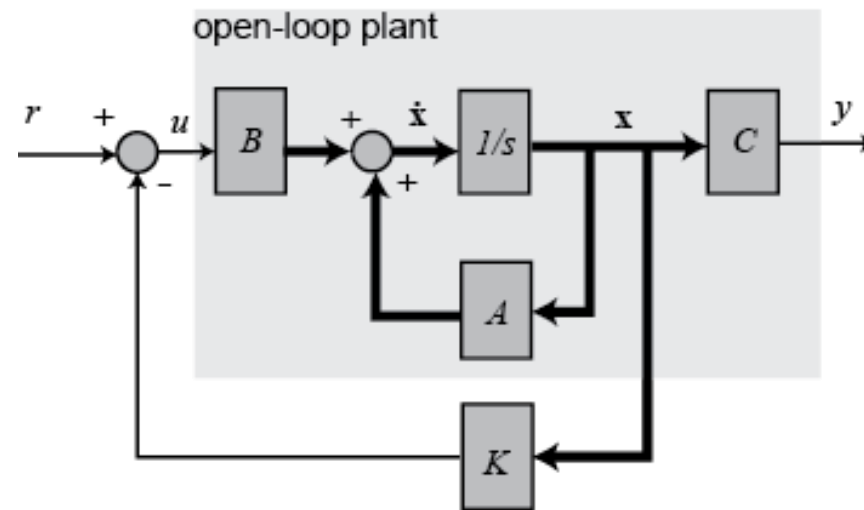 open-loop plant
r
+
-
u
B
+
+
ẋ
1/s
x
C
y
A
K